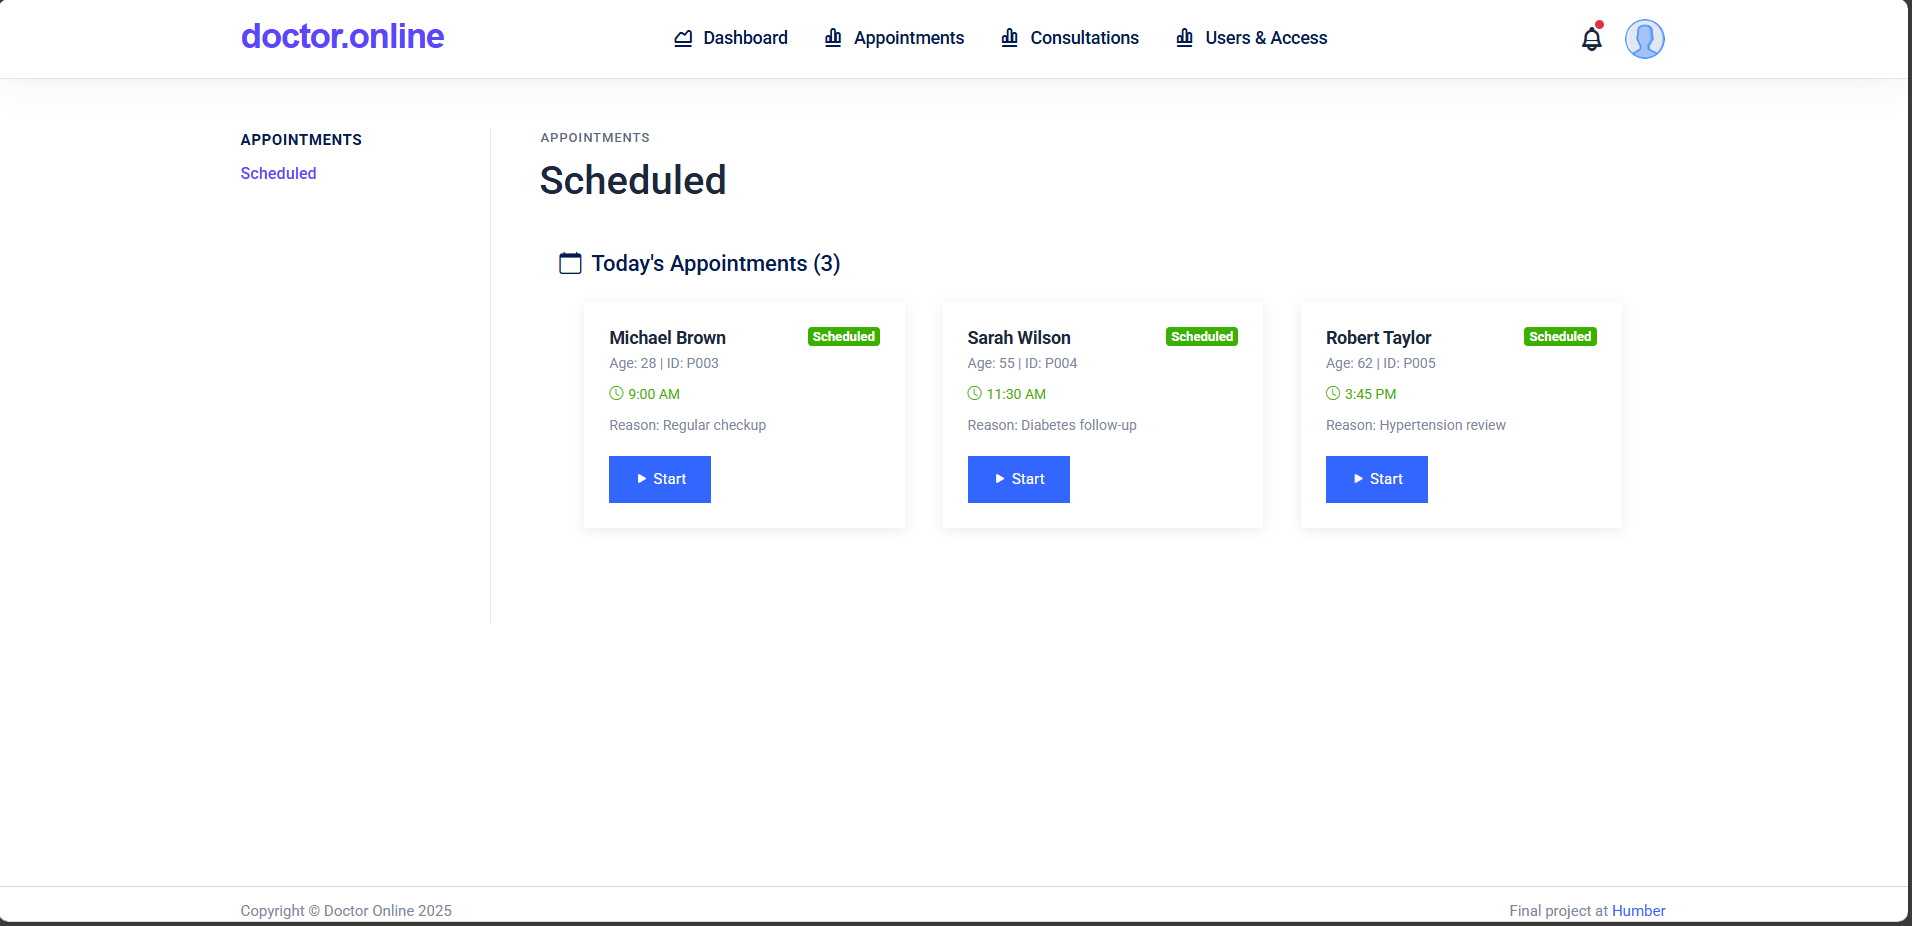 doctor.online
Dashboard
Appointments
Consultations
Users & Access
APPOINTMENTS
Scheduled
APPOINTMENTS
Scheduled
Today's Appointments (3)
Michael Brown
Scheduled
Age: 28 | ID: P003
9:00 AM
Reason: Regular checkup
Start
Sarah Wilson
Scheduled
Age: 55 | ID: P004
11:30 AM
Reason: Diabetes follow-up
Start
Robert Taylor
Scheduled
Age: 62 | ID: P005
3:45 PM
Reason: Hypertension review
Start
Copyright © Doctor Online 2025
Final project at Humber